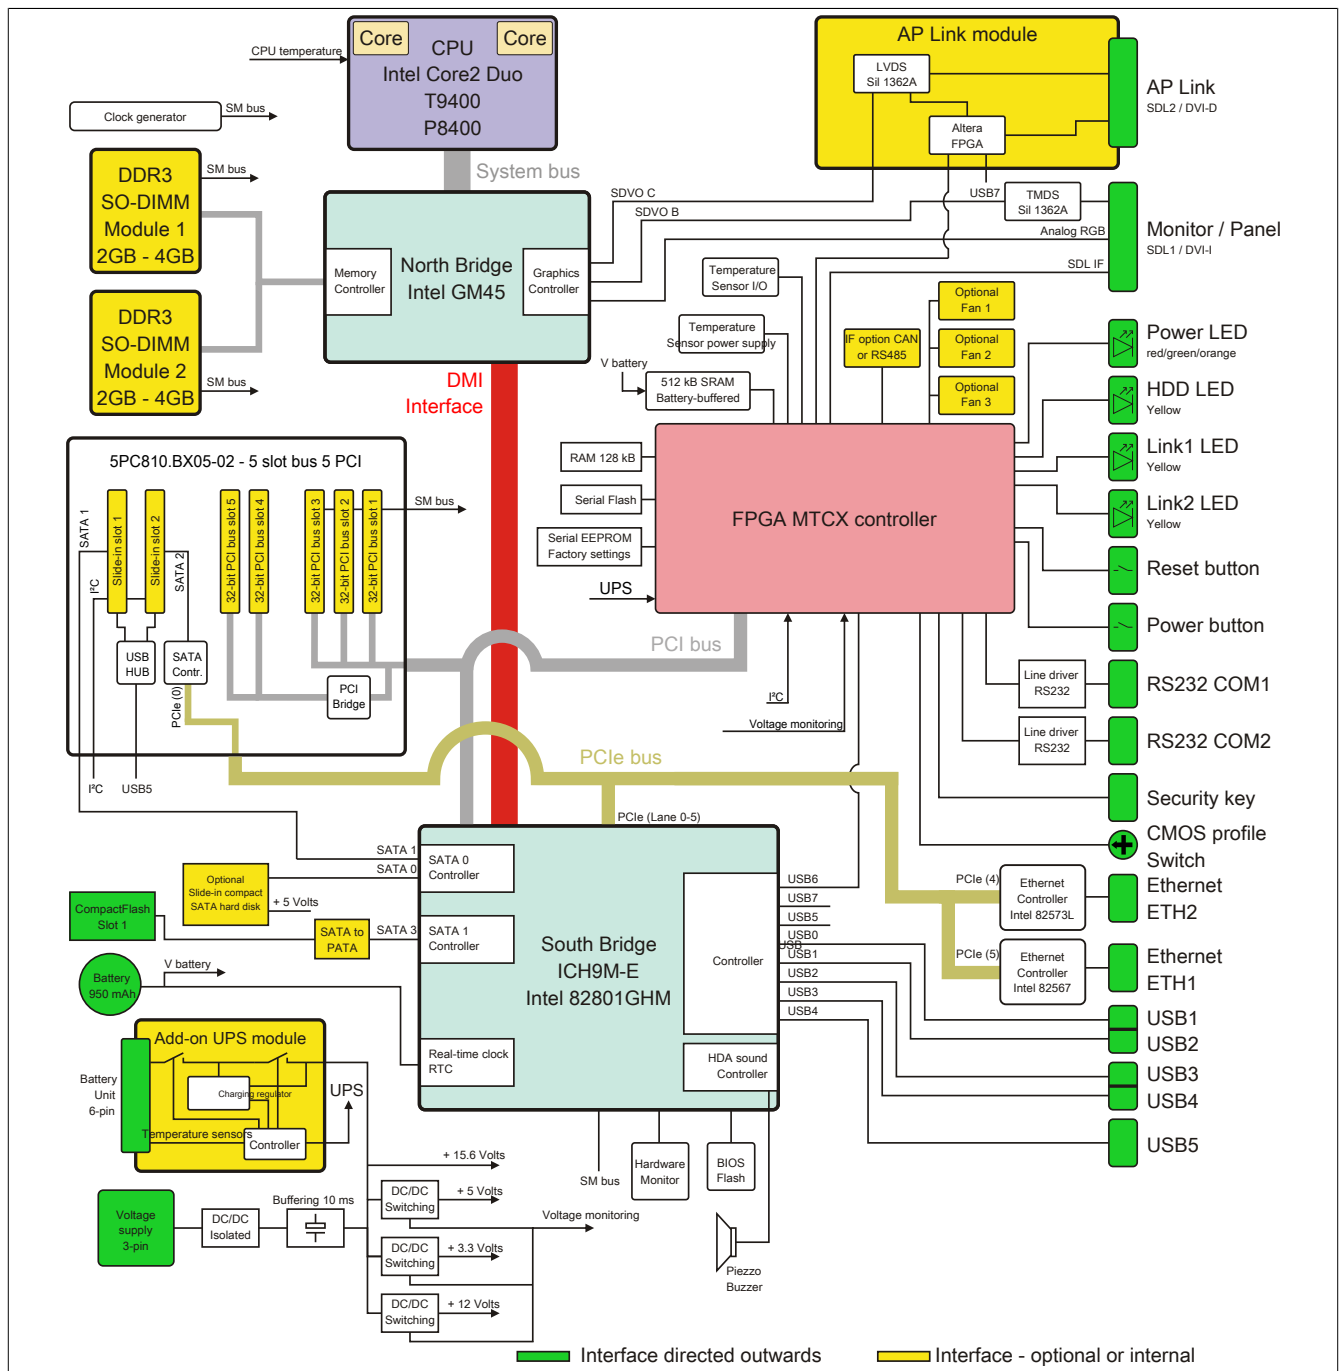 Core
Core
CPU
Intel Core2 Duo
T9400
P8400
CPU temperature
Clock generator
SM bus
DDR3
SO-DIMM
Module 1
2GB - 4GB
SM bus
DDR3
SO-DIMM
Module 2
2GB - 4GB
SM bus
System bus
Memory
Controller
North Bridge
Intel GM45
Graphics
Controller
SDVO C
SDVO B
DMI
Interface
AP Link module
LVDS
Sil 1362A
Altera
FPGA
AP Link
SDL2 / DVI-D
USB7
TMDS
Sil 1362A
Analog RGB
SDL IF
Monitor / Panel
SDL1 / DVI-I
Temperature
Sensor I/O
Temperature
Sensor power supply
V battery
512 kB SRAM
Battery-buffered
IF option CAN
or RS485
Optional
Fan 1
Optional
Fan 2
Optional
Fan 3
Power LED
red/green/orange
HDD LED
Yellow
Link1 LED
Yellow
Link2 LED
Yellow
Reset button
Power button
RAM 128 kB
Serial Flash
Serial EEPROM
Factory settings
UPS
FPGA MTCX controller
5PC810.BX05-02 - 5 slot bus 5 PCI
SATA 1
I²C
Slide-in slot 1
Slide-in slot 2
SATA 2
32-bit PCI bus slot 5
32-bit PCI bus slot 4
32-bit PCI bus slot 3
32-bit PCI bus slot 2
32-bit PCI bus slot 1
SM bus
USB
HUB
SATA
Contr.
PCIe (0)
PCI
Bridge
I²C
USB5
PCI bus
I²C
Voltage monitoring
Line driver
RS232
RS232 COM1
Line driver
RS232
RS232 COM2
Security key
CMOS profile
Switch
PCIe bus
PCIe (Lane 0-5)
PCIe (4)
Ethernet
Controller
Intel 82573L
Ethernet
ETH2
PCIe (5)
Ethernet
Controller
Intel 82567
Ethernet
ETH1
SATA 1
SATA 0
SATA 0
Controller
Optional
Slide-in compact
SATA hard disk
+ 5 Volts
CompactFlash
Slot 1
SATA to
PATA
SATA 3
SATA 1
Controller
Battery
950 mAh
V battery
South Bridge
ICH9M-E
Intel 82801GHM
Controller
USB
USB6
USB7
USB5
USB0
USB1
USB2
USB3
USB4
USB1
USB2
USB3
USB4
USB5
Real-time clock
RTC
HDA sound
Controller
Add-on UPS module
Battery
Unit
6-pin
Charging regulator
Temperature sensors
Controller
UPS
SM bus
Hardware
Monitor
BIOS
Flash
Piezzo
Buzzer
+ 15.6 Volts
Voltage
supply
3-pin
DC/DC
Isolated
Buffering 10 ms
DC/DC
Switching
+ 5 Volts
Voltage monitoring
DC/DC
Switching
+ 3.3 Volts
DC/DC
Switching
+ 12 Volts
Interface directed outwards
Interface - optional or internal